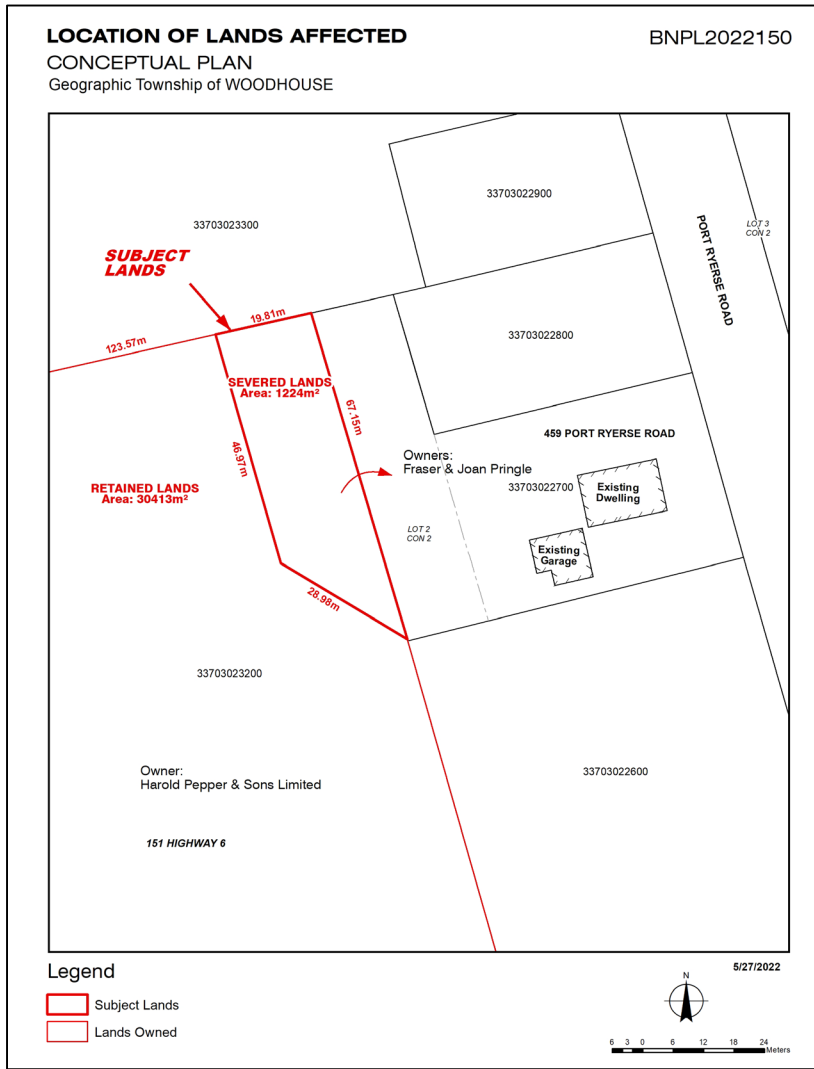 LOCATION OF LANDS AFFECTED
BNPL2022150
CONCEPTUAL PLAN
Geographic Township of WOODHOUSE
33703022900
33703023300
LOT 3
CON 2
PORT RYERSE ROAD
SUBJECT
LANDS
19.81m
123.57m
33703022800
SEVERED LANDS
Area: 1224m²
67.15m
459 PORT RYERSE ROAD
46.97m
Owners:
Fraser & Joan Pringle
RETAINED LANDS
Area: 30413m²
33703022700
Existing
Dwelling
LOT 2
CON 2
Existing
Garage
28.98m
33703023200
Owner:
Harold Pepper & Sons Limited
33703022600
151 HIGHWAY 6
5/27/2022
Legend
Subject Lands
Lands Owned
N
6 3 0 6 12 18 24
Meters